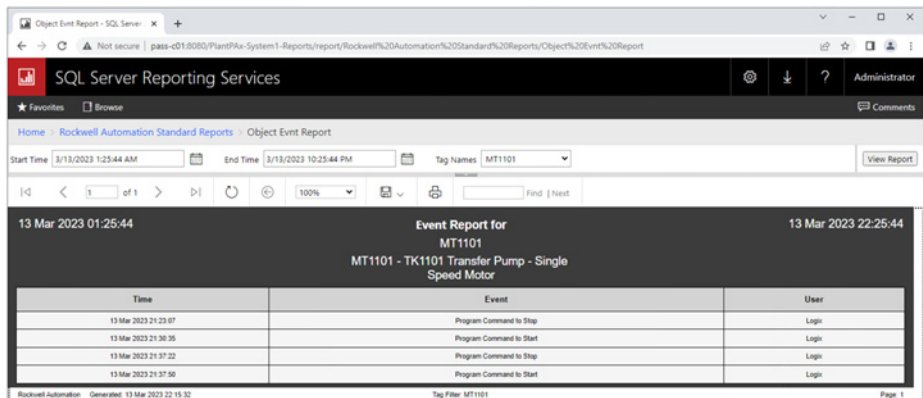 Object Evnt Report - SQL Server
Not secure | pass-c01:8080/PlantPAx-System1-Reports/report/Rockwell%20Automation%20Standard%20Reports/Object%20Evnt%20Report
SQL Server Reporting Services
? Administrator
Favorites Browse Comments
Home > Rockwell Automation Standard Reports > Object Evnt Report
Start Time 3/13/2023 1:25:44 AM End Time 3/13/2023 10:25:44 PM Tag Names MT1101 View Report
1 of 1 100% Find | Next
13 Mar 2023 01:25:44 Event Report for 13 Mar 2023 22:25:44
MT1101
MT1101 - TK1101 Transfer Pump - Single
Speed Motor
Time Event User
13 Mar 2023 21:23:07 Program Command to Stop Logix
13 Mar 2023 21:30:35 Program Command to Start Logix
13 Mar 2023 21:37:22 Program Command to Stop Logix
13 Mar 2023 21:37:50 Program Command to Start Logix
Rockwell Automation Generated: 13 Mar 2023 22:15:32 Tag Filter: MT1101 Page: 1